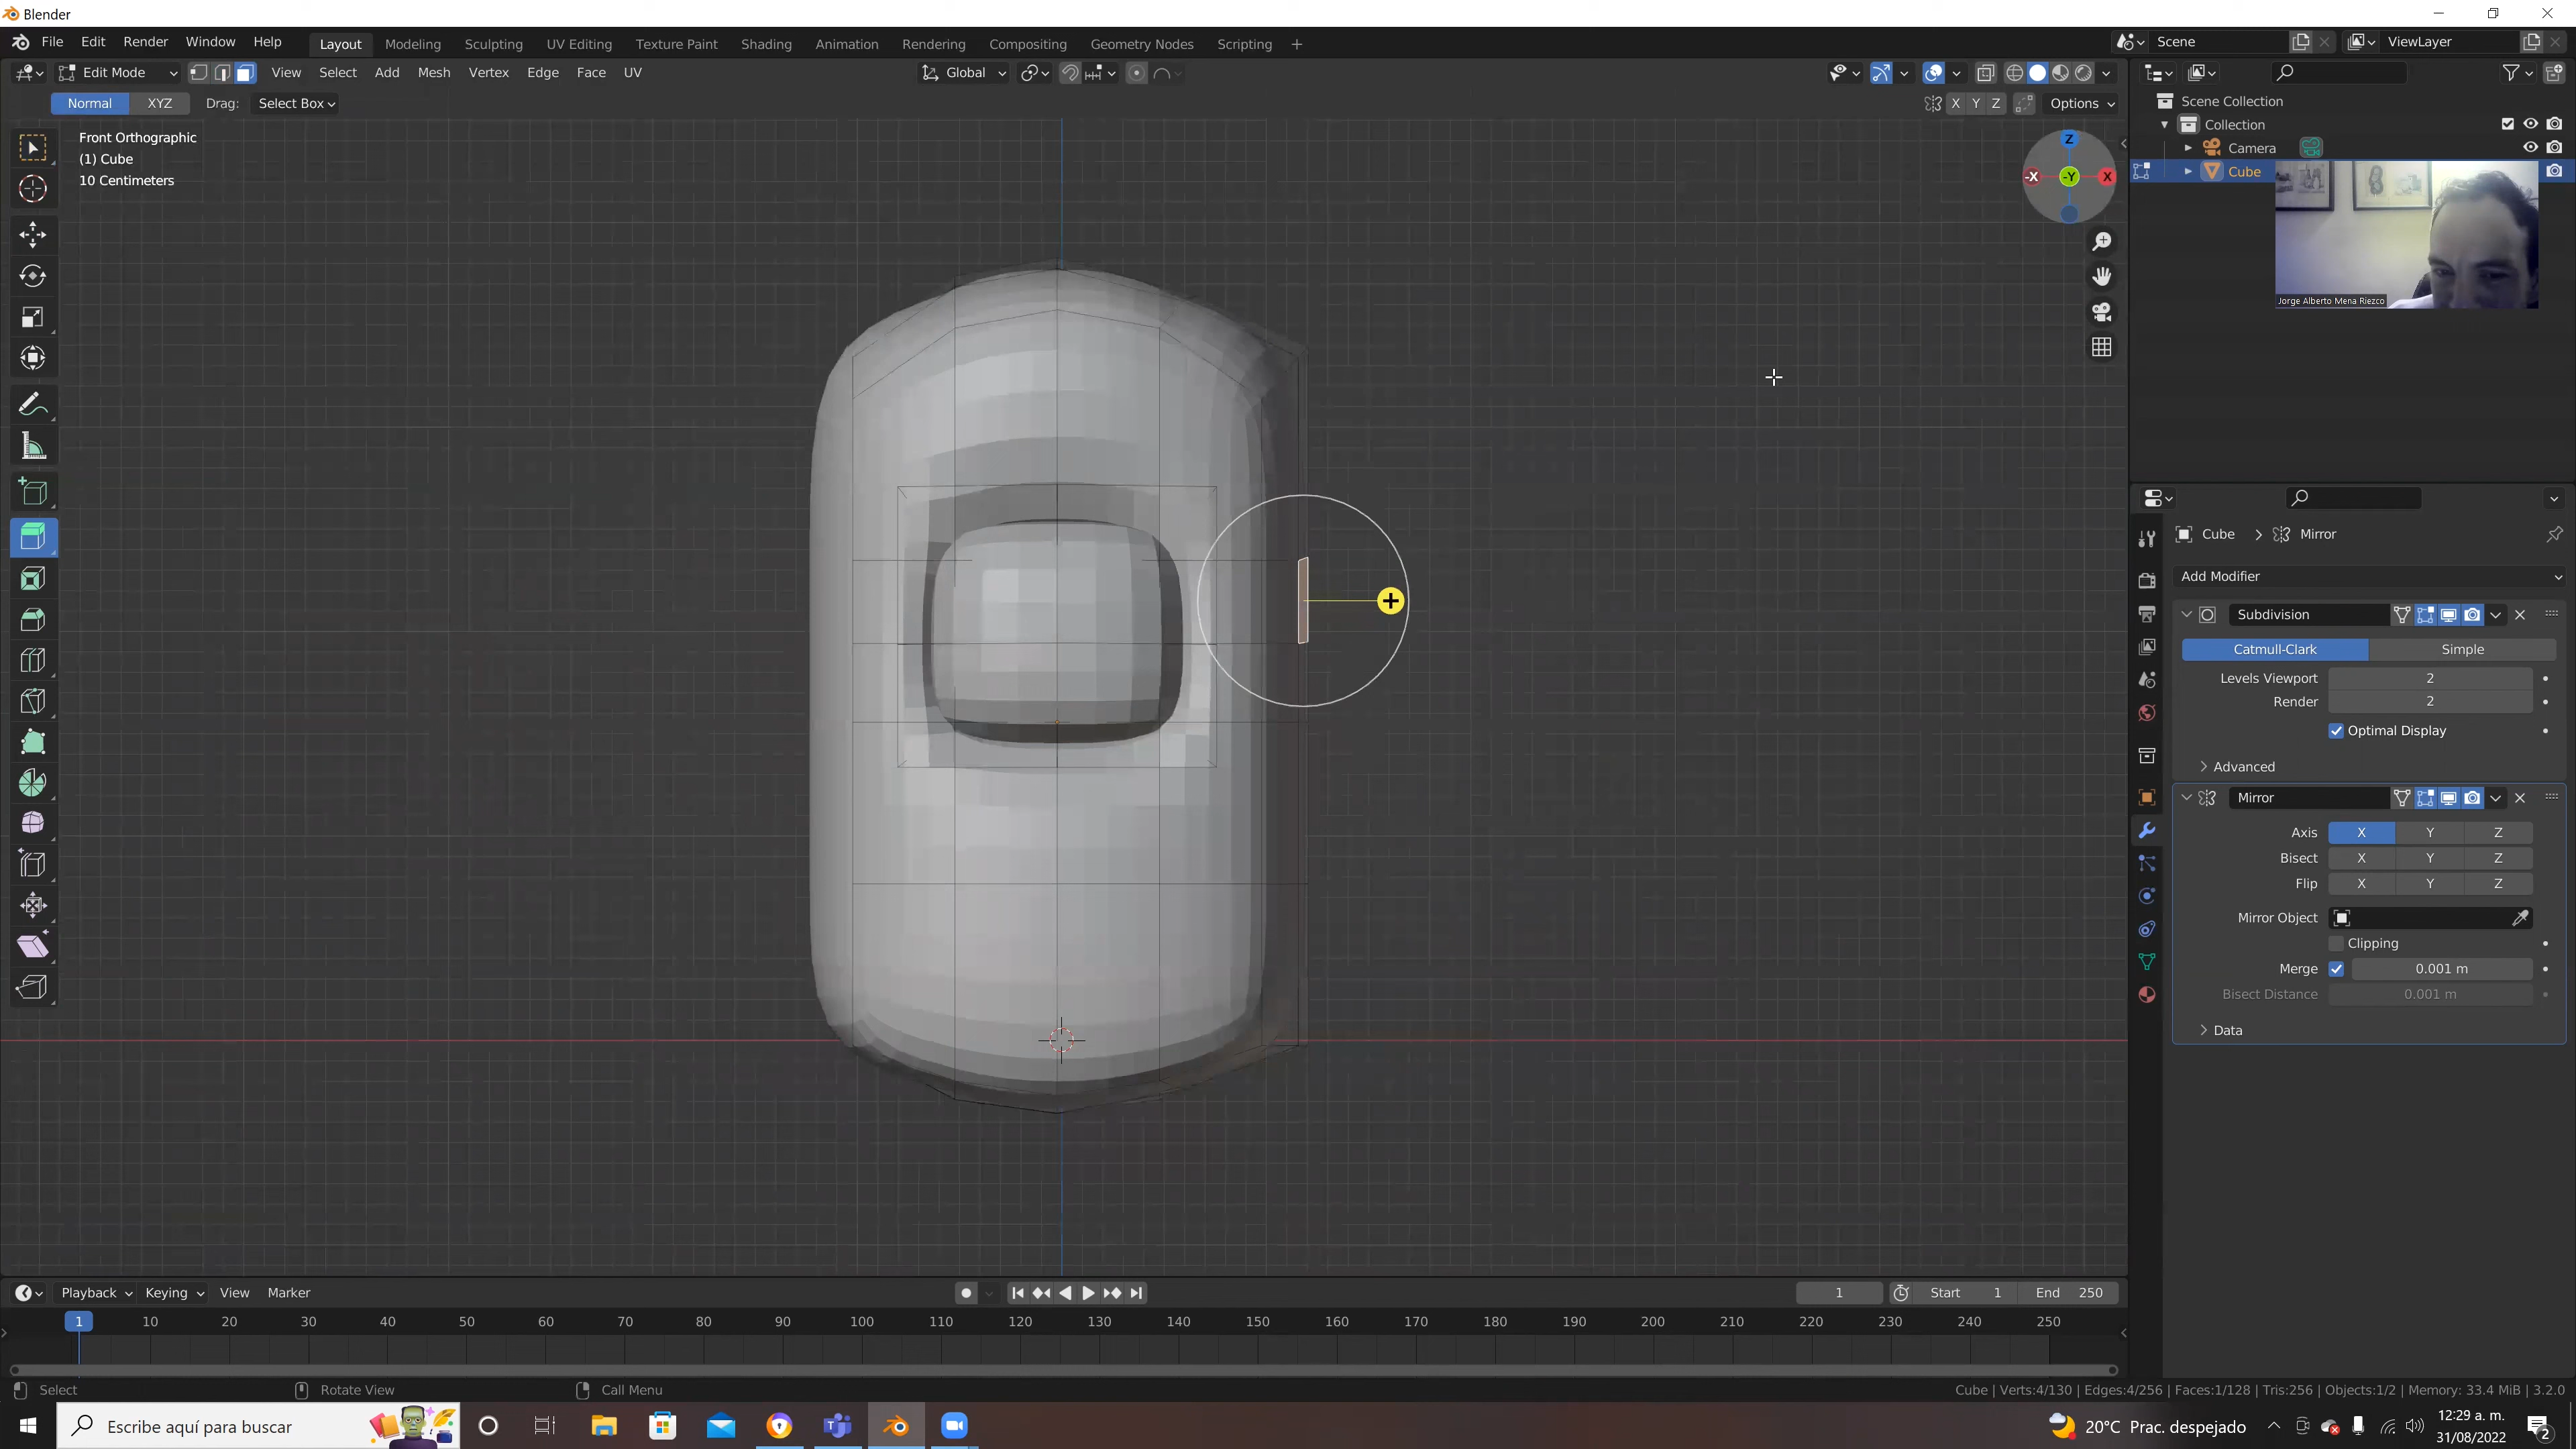 Blender
File Edit Render Window Help Layout Modeling Sculpting UV Editing Texture Paint Shading Animation Rendering Compositing Geometry Nodes Scripting + Scene ViewLayer
Edit Mode View Select Add Mesh Vertex Edge Face UV Global
Normal XYZ Drag: Select Box X Y Z Options
Front Orthographic
(1) Cube
10 Centimeters
Z
-X -Y X
Scene Collection
Collection
Camera
Cube
Jorge Alberto Mena Riezco
Cube > Mirror
Add Modifier
Subdivision
Catmull-Clark Simple
Levels Viewport 2
Render 2
Optimal Display
Advanced
Mirror
Axis X Y Z
Bisect X Y Z
Flip X Y Z
Mirror Object
Clipping
Merge 0.001 m
Bisect Distance 0.001 m
Data
Playback Keying View Marker 1 Start 1 End 250
1 10 20 30 40 50 60 70 80 90 100 110 120 130 140 150 160 170 180 190 200 210 220 230 240 250
Select Rotate View Call Menu Cube | Verts:4/130 | Edges:4/256 | Faces:1/128 | Tris:256 | Objects:1/2 | Memory: 33.4 MiB | 3.2.0
Escribe aquí para buscar 20°C Prac. despejado 12:29 a. m.
31/08/2022 2